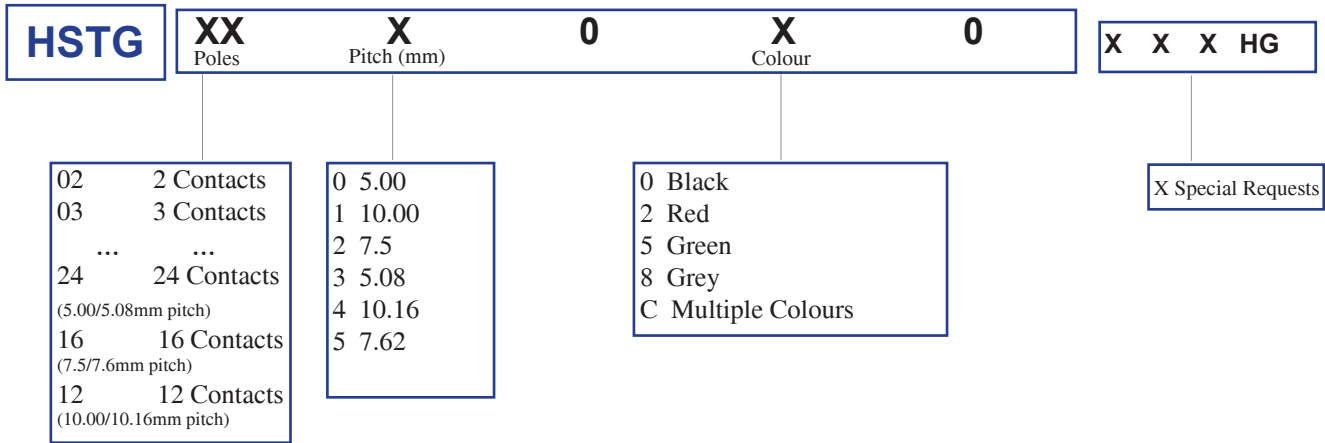 HSTG XX X 0 X 0 X X X HG
Poles Pitch (mm) Colour
02 2 Contacts
03 3 Contacts
... ...
24 24 Contacts
(5.00/5.08mm pitch)
16 16 Contacts
(7.5/7.6mm pitch)
12 12 Contacts
(10.00/10.16mm pitch)
0 5.00
1 10.00
2 7.5
3 5.08
4 10.16
5 7.62
0 Black
2 Red
5 Green
8 Grey
C Multiple Colours
X Special Requests